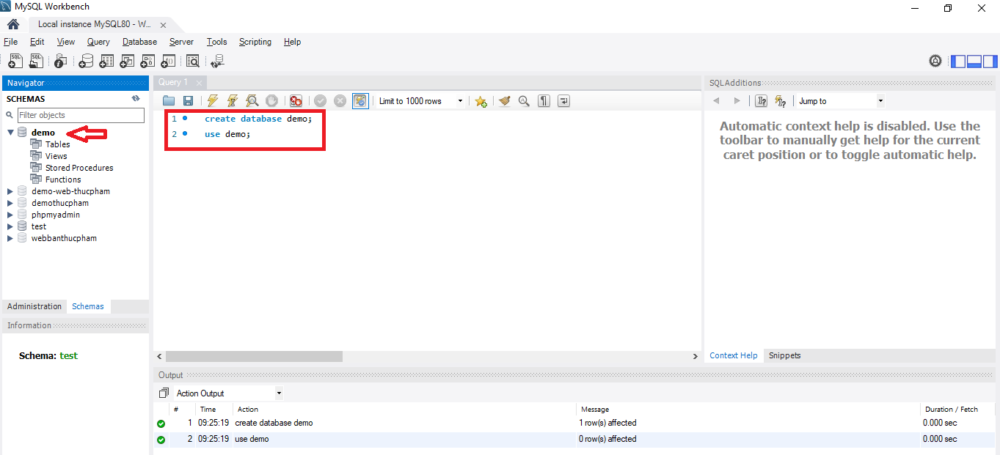 MySQL Workbench
Local instance MySQL80 - W...
File Edit View Query Database Server Tools Scripting Help
Navigator
SCHEMAS
Filter objects
demo
Tables
Views
Stored Procedures
Functions
demo-web-thucpham
demothucpham
phpmyadmin
test
webbanthucpham
Administration Schemas
Information
Schema: test
Query 1
Limit to 1000 rows
1 create database demo;
2 use demo;
SQLAdditions
Jump to
Automatic context help is disabled. Use the
toolbar to manually get help for the current
caret position or to toggle automatic help.
Context Help Snippets
Output
Action Output
# Time Action Message Duration / Fetch
1 09:25:19 create database demo 1 row(s) affected 0.000 sec
2 09:25:19 use demo 0 row(s) affected 0.000 sec